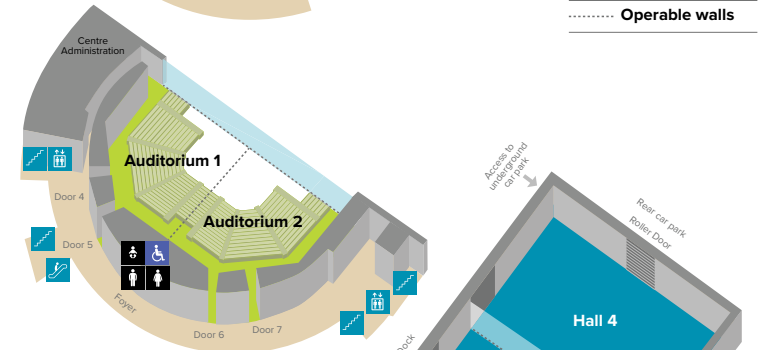 Operable walls
Centre
Administration
Access to
underground
car park
Auditorium 1
Door 4
Rear car park
Roller Door
Auditorium 2
Door 5
Foyer
Hall 4
Door 6
Door 7